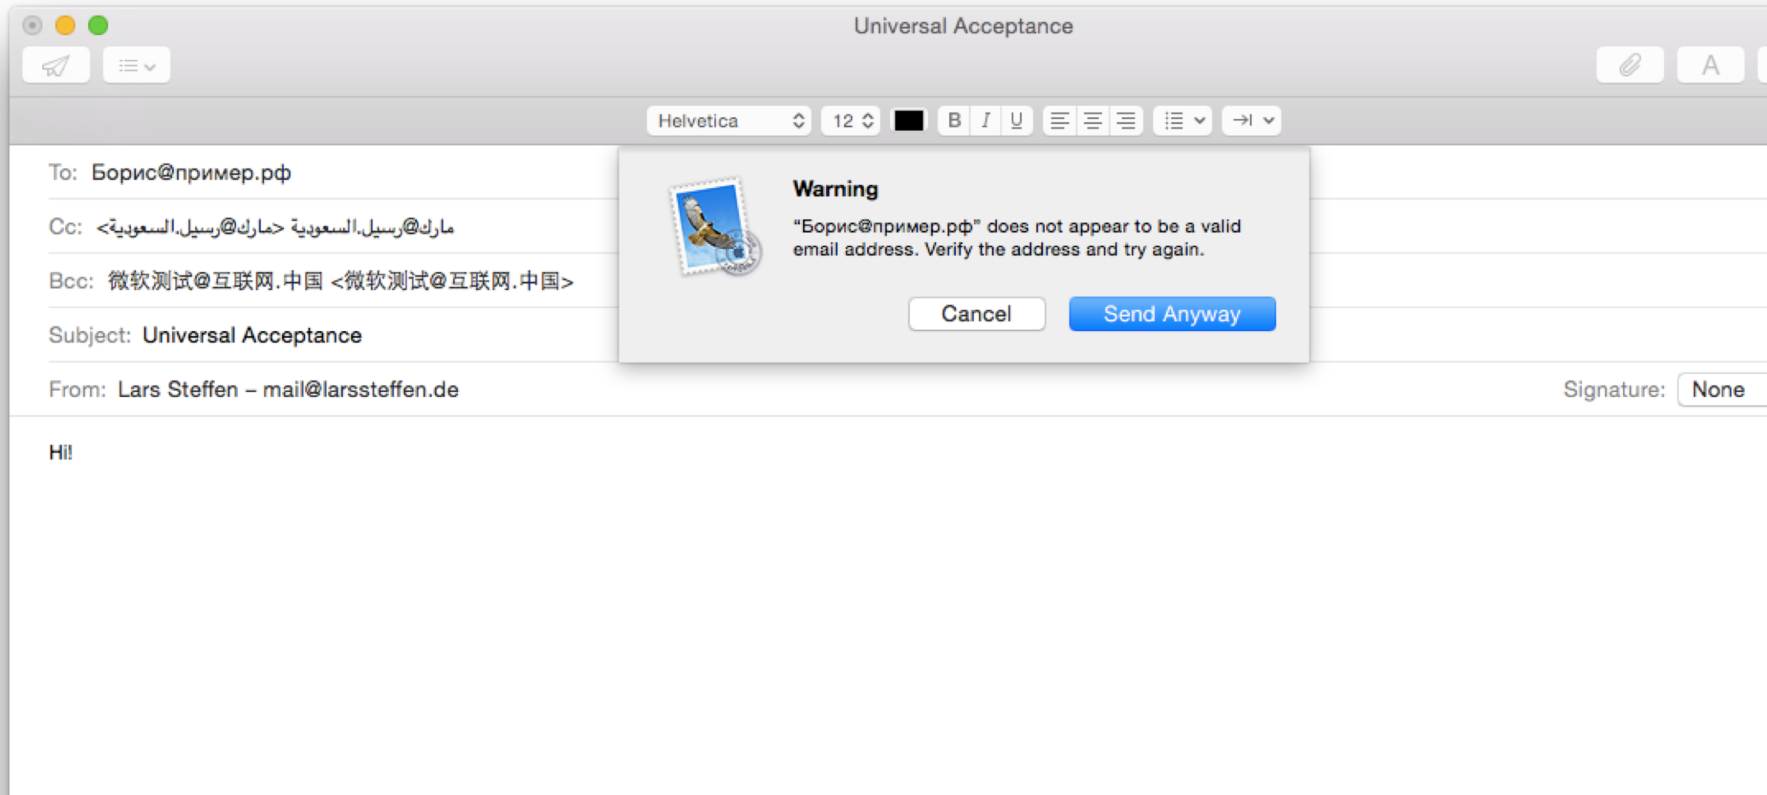 Universal Acceptance
A
Helvetica 12 B I U
To: Борис@пример.рф
Cc: مارك@رسيل.السعودية <مارك@رسيل.السعودية>
Bcc: 微软测试@互联网.中国 <微软测试@互联网.中国>
Subject: Universal Acceptance
From: Lars Steffen – mail@larssteffen.de
Signature: None
Warning
“Борис@пример.рф” does not appear to be a valid
email address. Verify the address and try again.
Cancel Send Anyway
Hi!